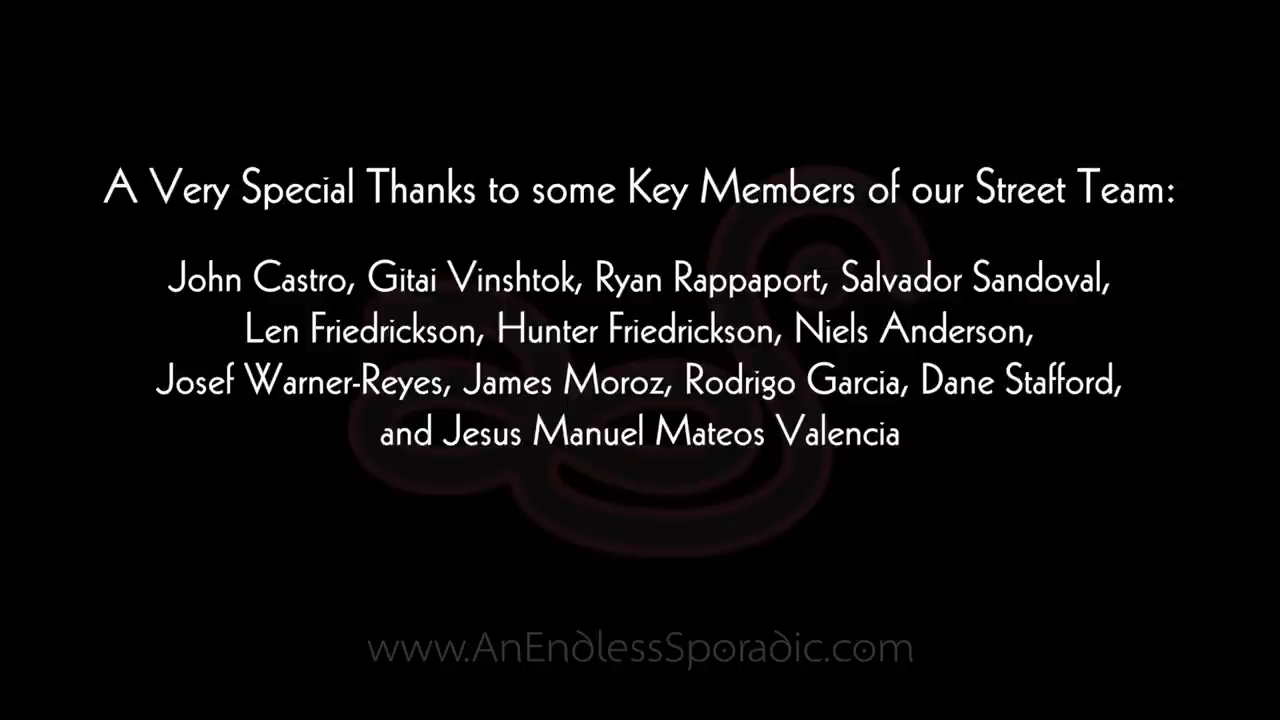 A Very Special Thanks to some Key Members of our Street Team:
John Castro, Gitai Vinshtok, Ryan Rappaport, Salvador Sandoval,
Len Friedrickson, Hunter Friedrickson, Niels Anderson,
Josef Warner-Reyes, James Moroz, Rodrigo Garcia, Dane Stafford,
and Jesus Manuel Mateos Valencia
www.AnEndlessSporadic.com